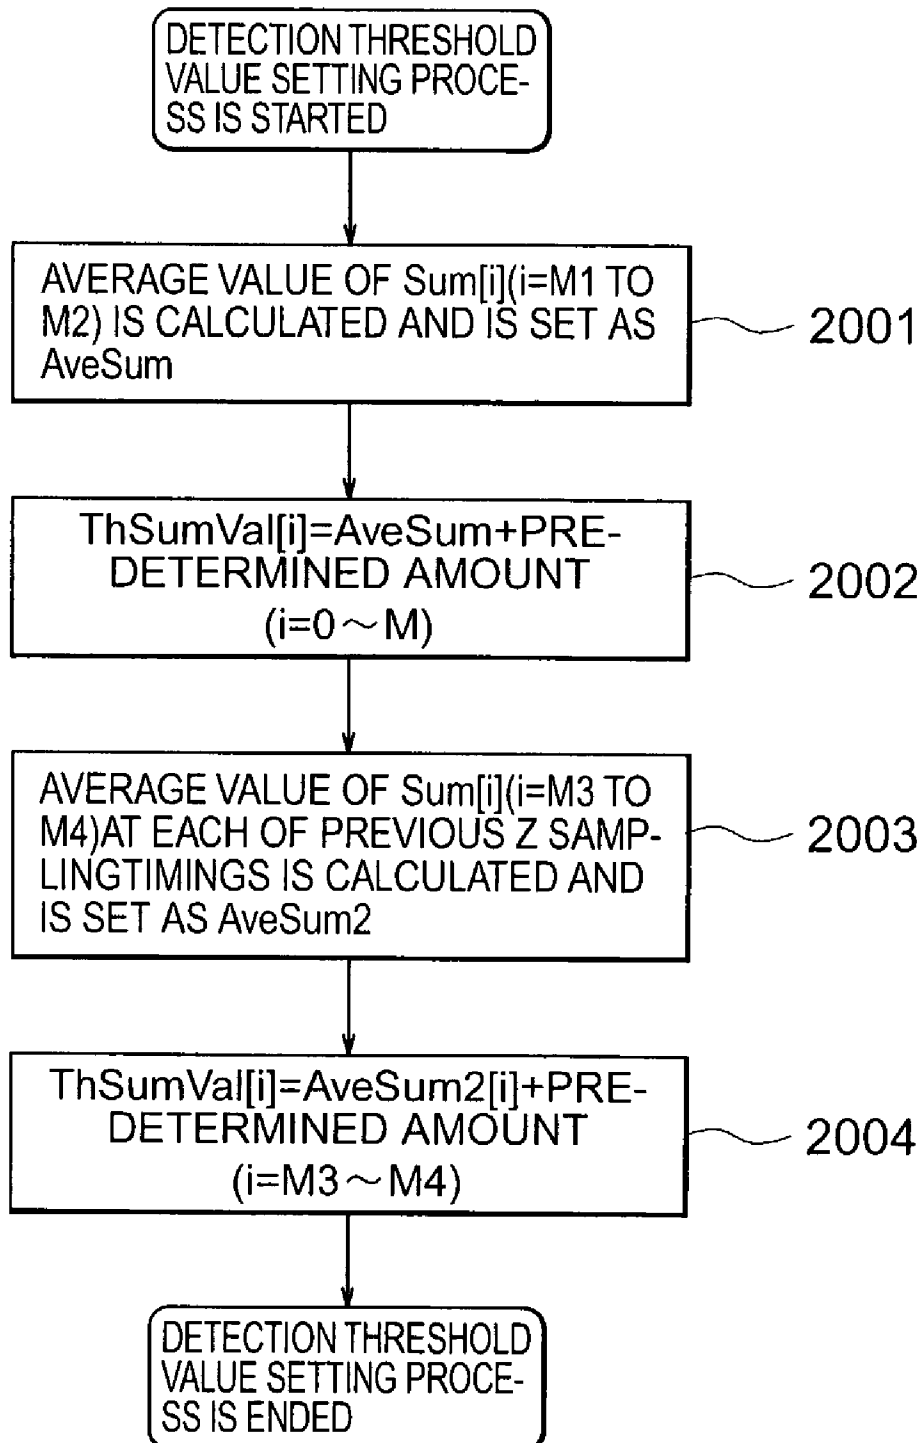 DETECTION THRESHOLD
VALUE SETTING PROCE-
SS IS STARTED
AVERAGE VALUE OF Sum[i](i=M1 TO
M2) IS CALCULATED AND IS SET AS
AveSum
2001
ThSumVal[i]=AveSum+PRE-
DETERMINED AMOUNT
(i=0～M)
2002
AVERAGE VALUE OF Sum[i](i=M3 TO
M4)AT EACH OF PREVIOUS Z SAMP-
LINGTIMINGS IS CALCULATED AND
IS SET AS AveSum2
2003
ThSumVal[i]=AveSum2[i]+PRE-
DETERMINED AMOUNT
(i=M3～M4)
2004
DETECTION THRESHOLD
VALUE SETTING PROCE-
SS IS ENDED